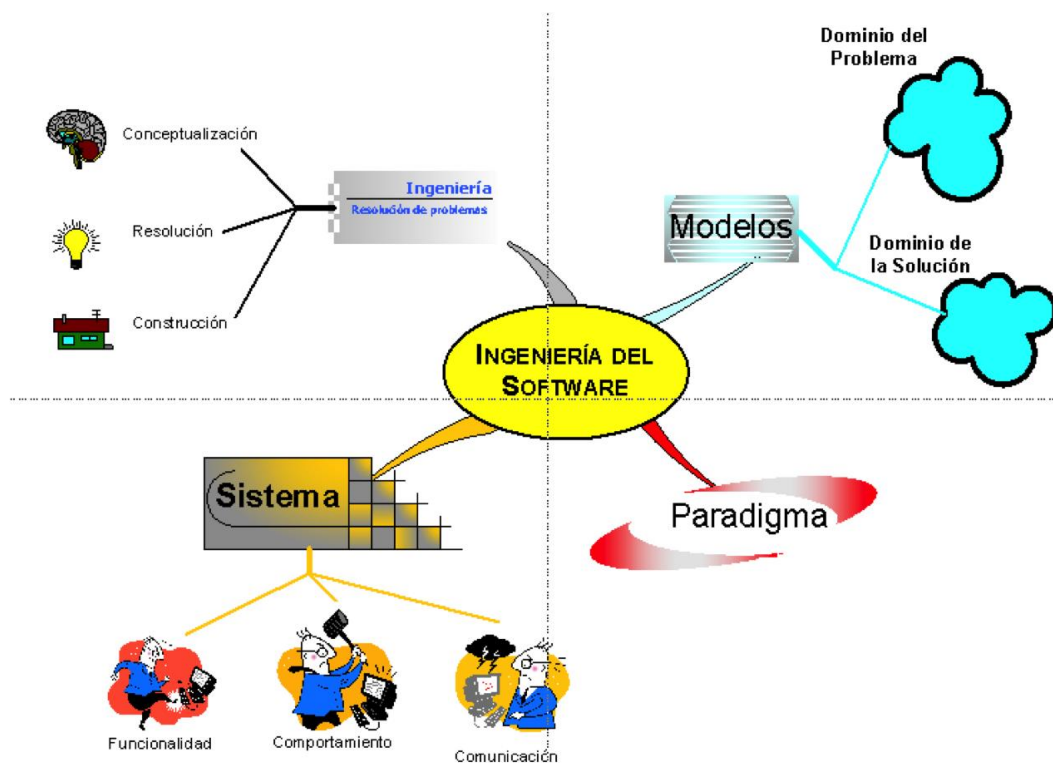 Conceptualización
Resolución
Construcción
Ingeniería
Resolución de problemas
Dominio del
Problema
Modelos
Dominio de
la Solución
INGENIERÍA DEL
SOFTWARE
Sistema
Funcionalidad
Comportamiento
Comunicación
Paradigma